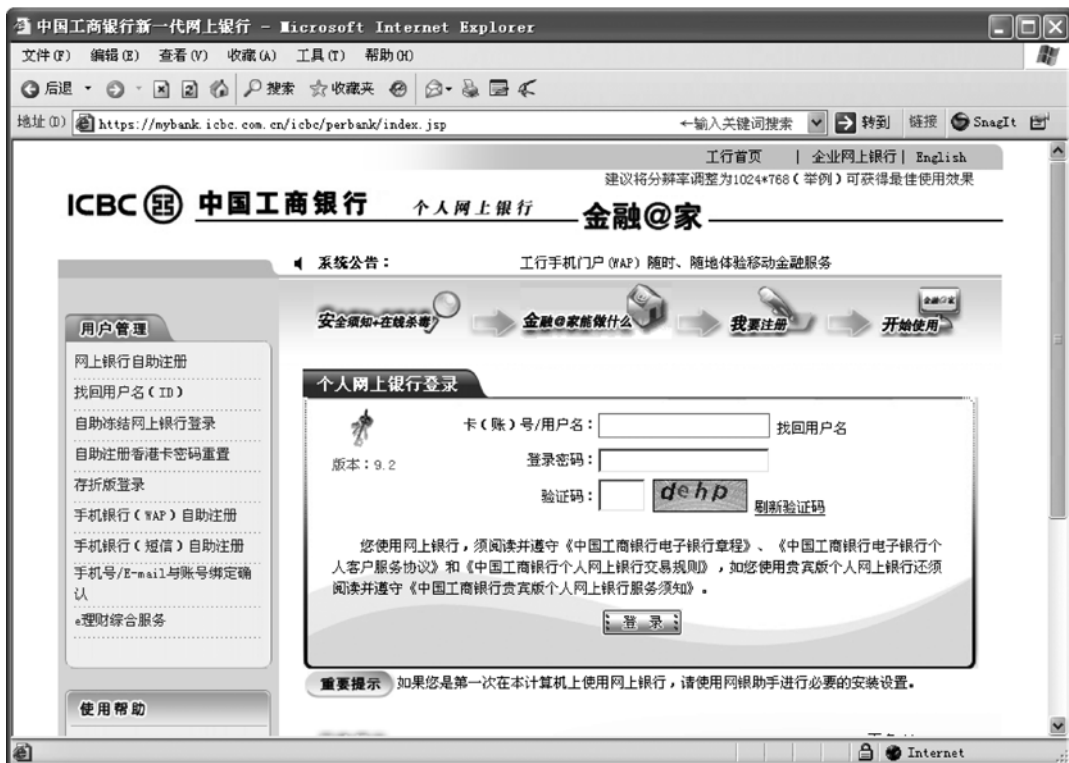 中国工商银行新一代网上银行 - Microsoft Internet Explorer
文件(F) 编辑(E) 查看(V) 收藏(A) 工具(T) 帮助(H)
后退 搜索 收藏夹
地址(D) https://mybank.icbc.com.cn/icbc/perbank/index.jsp ←输入关键词搜索 转到 链接 SnagIt
工行首页 | 企业网上银行| English
建议将分辨率调整为1024*768(举例)可获得最佳使用效果
ICBC 中国工商银行 个人网上银行 金融@家
系统公告: 工行手机门户(WAP)随时、随地体验移动金融服务
安全须知+在线杀毒 金融@家能做什么 我要注册 金融@家 开始使用
用户管理
网上银行自助注册
找回用户名(ID)
自助冻结网上银行登录
自助注册香港卡密码重置
存折版登录
手机银行(WAP)自助注册
手机银行(短信)自助注册
手机号/E-mail与账号绑定确
认
e理财综合服务
使用帮助
个人网上银行登录
卡(账)号/用户名: 找回用户名
版本:9.2
登录密码:
验证码: dehp 刷新验证码
您使用网上银行,须阅读并遵守《中国工商银行电子银行章程》、《中国工商银行电子银行个
人客户服务协议》和《中国工商银行个人网上银行交易规则》,如您使用贵宾版个人网上银行还须
阅读并遵守《中国工商银行贵宾版个人网上银行服务须知》。
登 录
重要提示 如果您是第一次在本计算机上使用网上银行,请使用网银助手进行必要的安装设置。
Internet